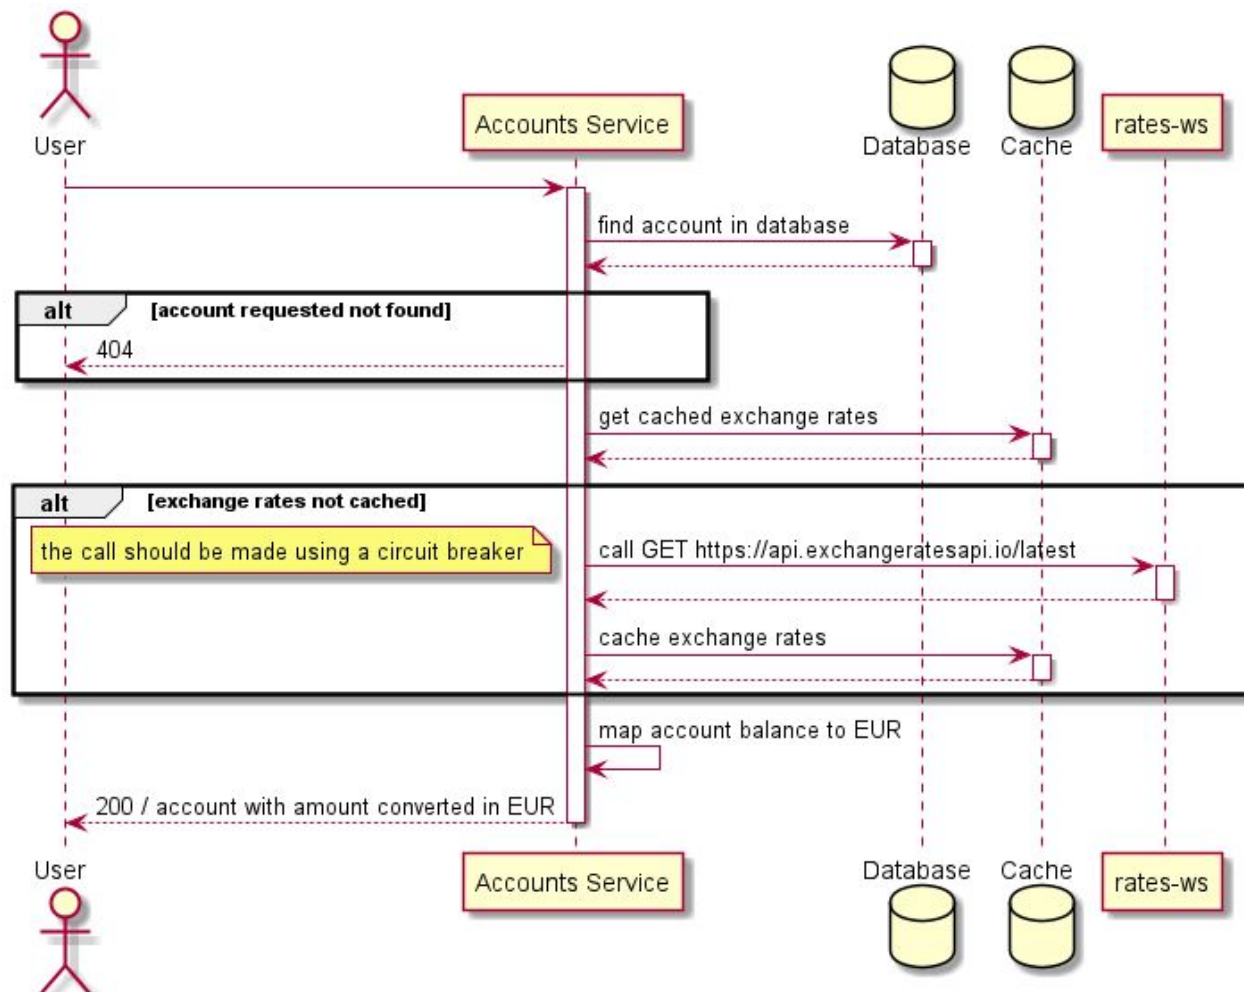 User
Accounts Service
Database
Cache
rates-ws
find account in database
alt
[account requested not found]
404
get cached exchange rates
alt
[exchange rates not cached]
the call should be made using a circuit breaker
call GET https://api.exchangeratesapi.io/latest
cache exchange rates
map account balance to EUR
200 / account with amount converted in EUR
User
Accounts Service
Database
Cache
rates-ws